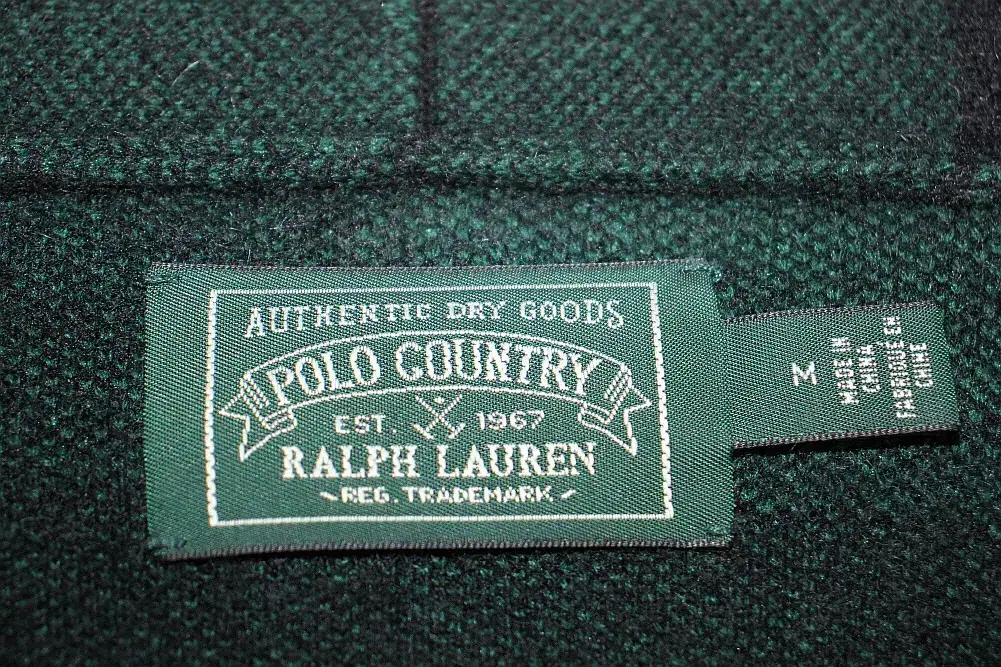 AUTHENTIC DRY GOODS
POLO COUNTRY
EST. 1967
RALPH LAUREN
REG. TRADEMARK
M
MADE IN
CHINA
FABRIQUE EN
CHINE